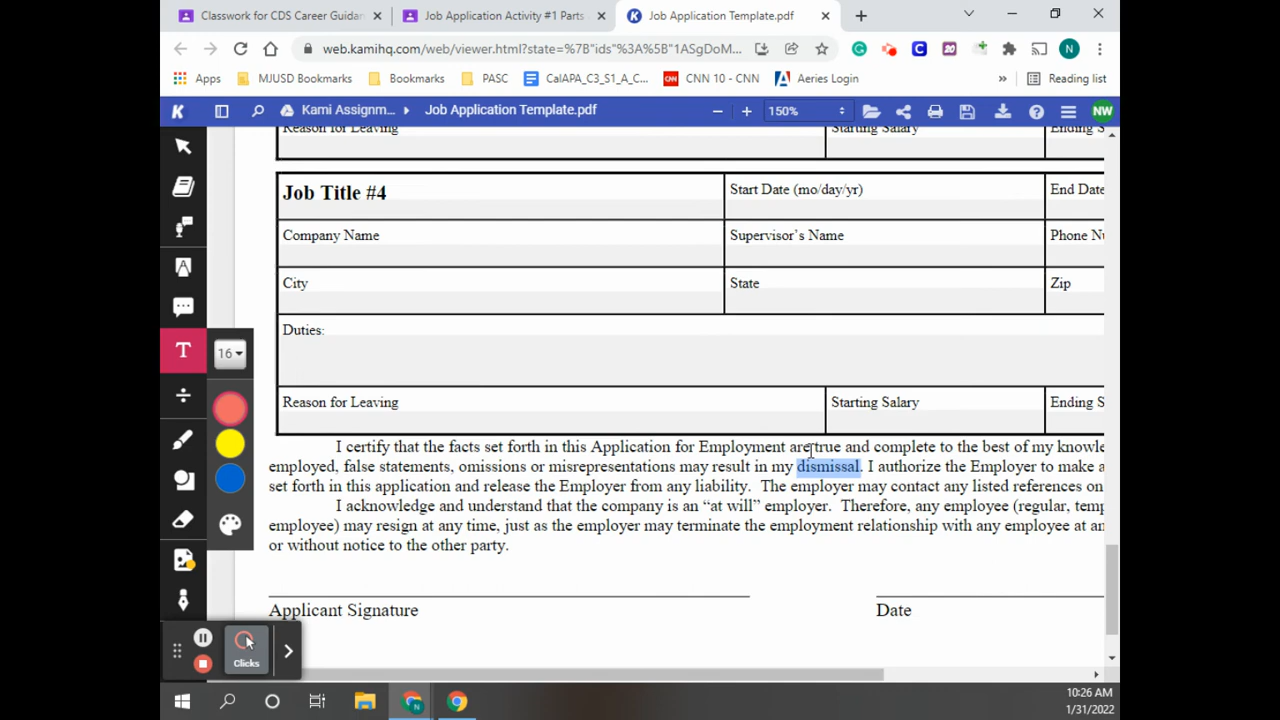 Classwork for CDS Career Guidan
Job Application Activity #1 Parts
Job Application Template.pdf
web.kamihq.com/web/viewer.html?state=%7B"ids"%3A%5B"1ASgDoM...
Apps
MJUSD Bookmarks
Bookmarks
PASC
CalAPA_C3_S1_A_C...
CNN 10 - CNN
Aeries Login
»
Reading list
Kami Assignm...
Job Application Template.pdf
150%
NW
Reason for Leaving
Starting Salary
Ending S
Job Title #4
Start Date (mo/day/yr)
End Date
Company Name
Supervisor's Name
Phone Nu
City
State
Zip
Duties:
Reason for Leaving
Starting Salary
Ending S
I certify that the facts set forth in this Application for Employment are true and complete to the best of my knowle
employed, false statements, omissions or misrepresentations may result in my dismissal. I authorize the Employer to make a
set forth in this application and release the Employer from any liability. The employer may contact any listed references on
I acknowledge and understand that the company is an “at will” employer. Therefore, any employee (regular, temp
employee) may resign at any time, just as the employer may terminate the employment relationship with any employee at an
or without notice to the other party.
Applicant Signature
Date
T
16
Clicks
10:26 AM
1/31/2022